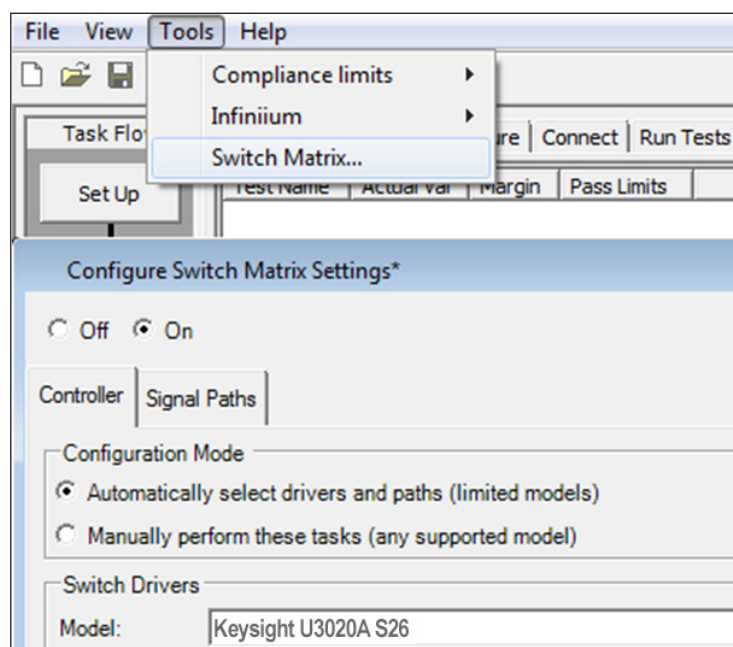 File View Tools Help
Compliance limits
Infiniium
Switch Matrix...
Task Flo
Connect Run Tests
Set Up
Test Name Actual Val Margin Pass Limits
Configure Switch Matrix Settings*
Off On
Controller Signal Paths
Configuration Mode
Automatically select drivers and paths (limited models)
Manually perform these tasks (any supported model)
Switch Drivers
Model: Keysight U3020A S26